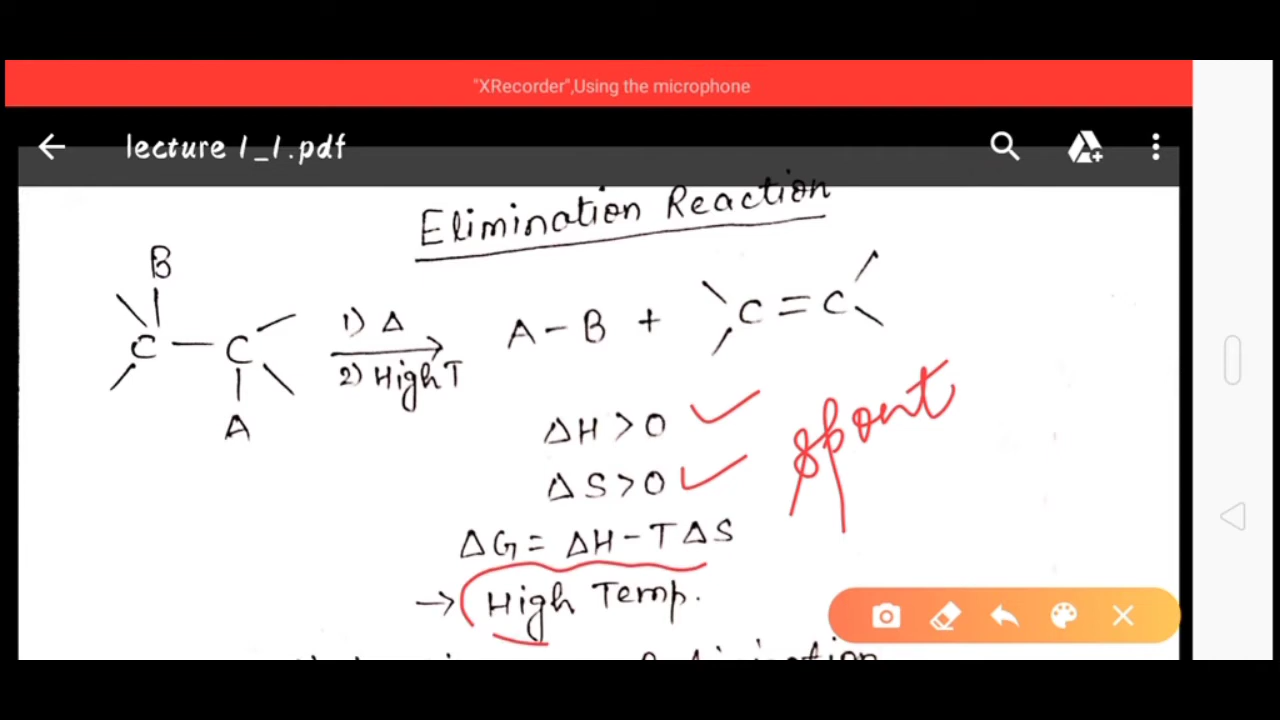 "XRecorder",Using the microphone
lecture 1_1.pdf
Elimination Reaction
B
C – C
A
1) Δ
2) High T
A – B + C = C
ΔH > 0
ΔS > 0
spont
ΔG = ΔH – TΔS
→ High Temp.